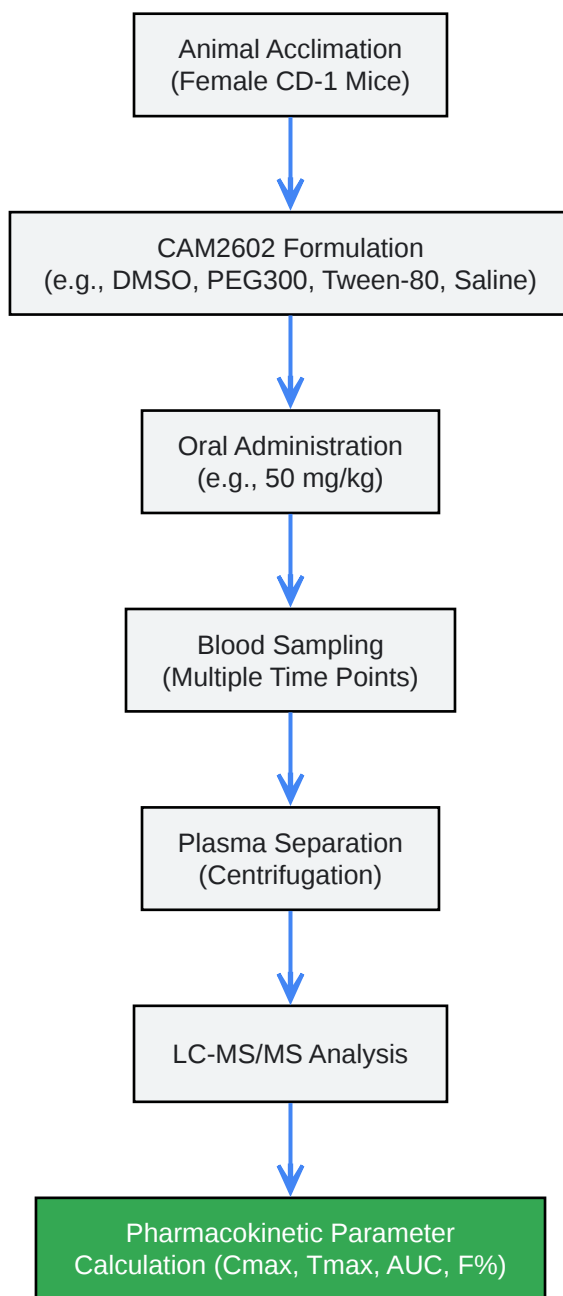 Animal Acclimation
(Female CD-1 Mice)
CAM2602 Formulation
(e.g., DMSO, PEG300, Tween-80, Saline)
Oral Administration
(e.g., 50 mg/kg)
Blood Sampling
(Multiple Time Points)
Plasma Separation
(Centrifugation)
LC-MS/MS Analysis
Pharmacokinetic Parameter
Calculation (Cmax, Tmax, AUC, F%)